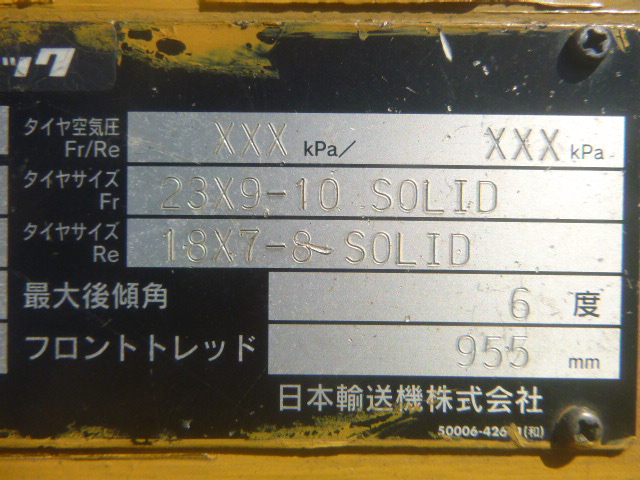 ック
タイヤ空気圧 Fr/Re XXX kPa/ XXX kPa
タイヤサイズ Fr 23X9-10 SOLID
タイヤサイズ Re 18X7-8 SOLID
最大後傾角 6 度
フロントトレッド 955 mm
日本輸送機株式会社
(和)